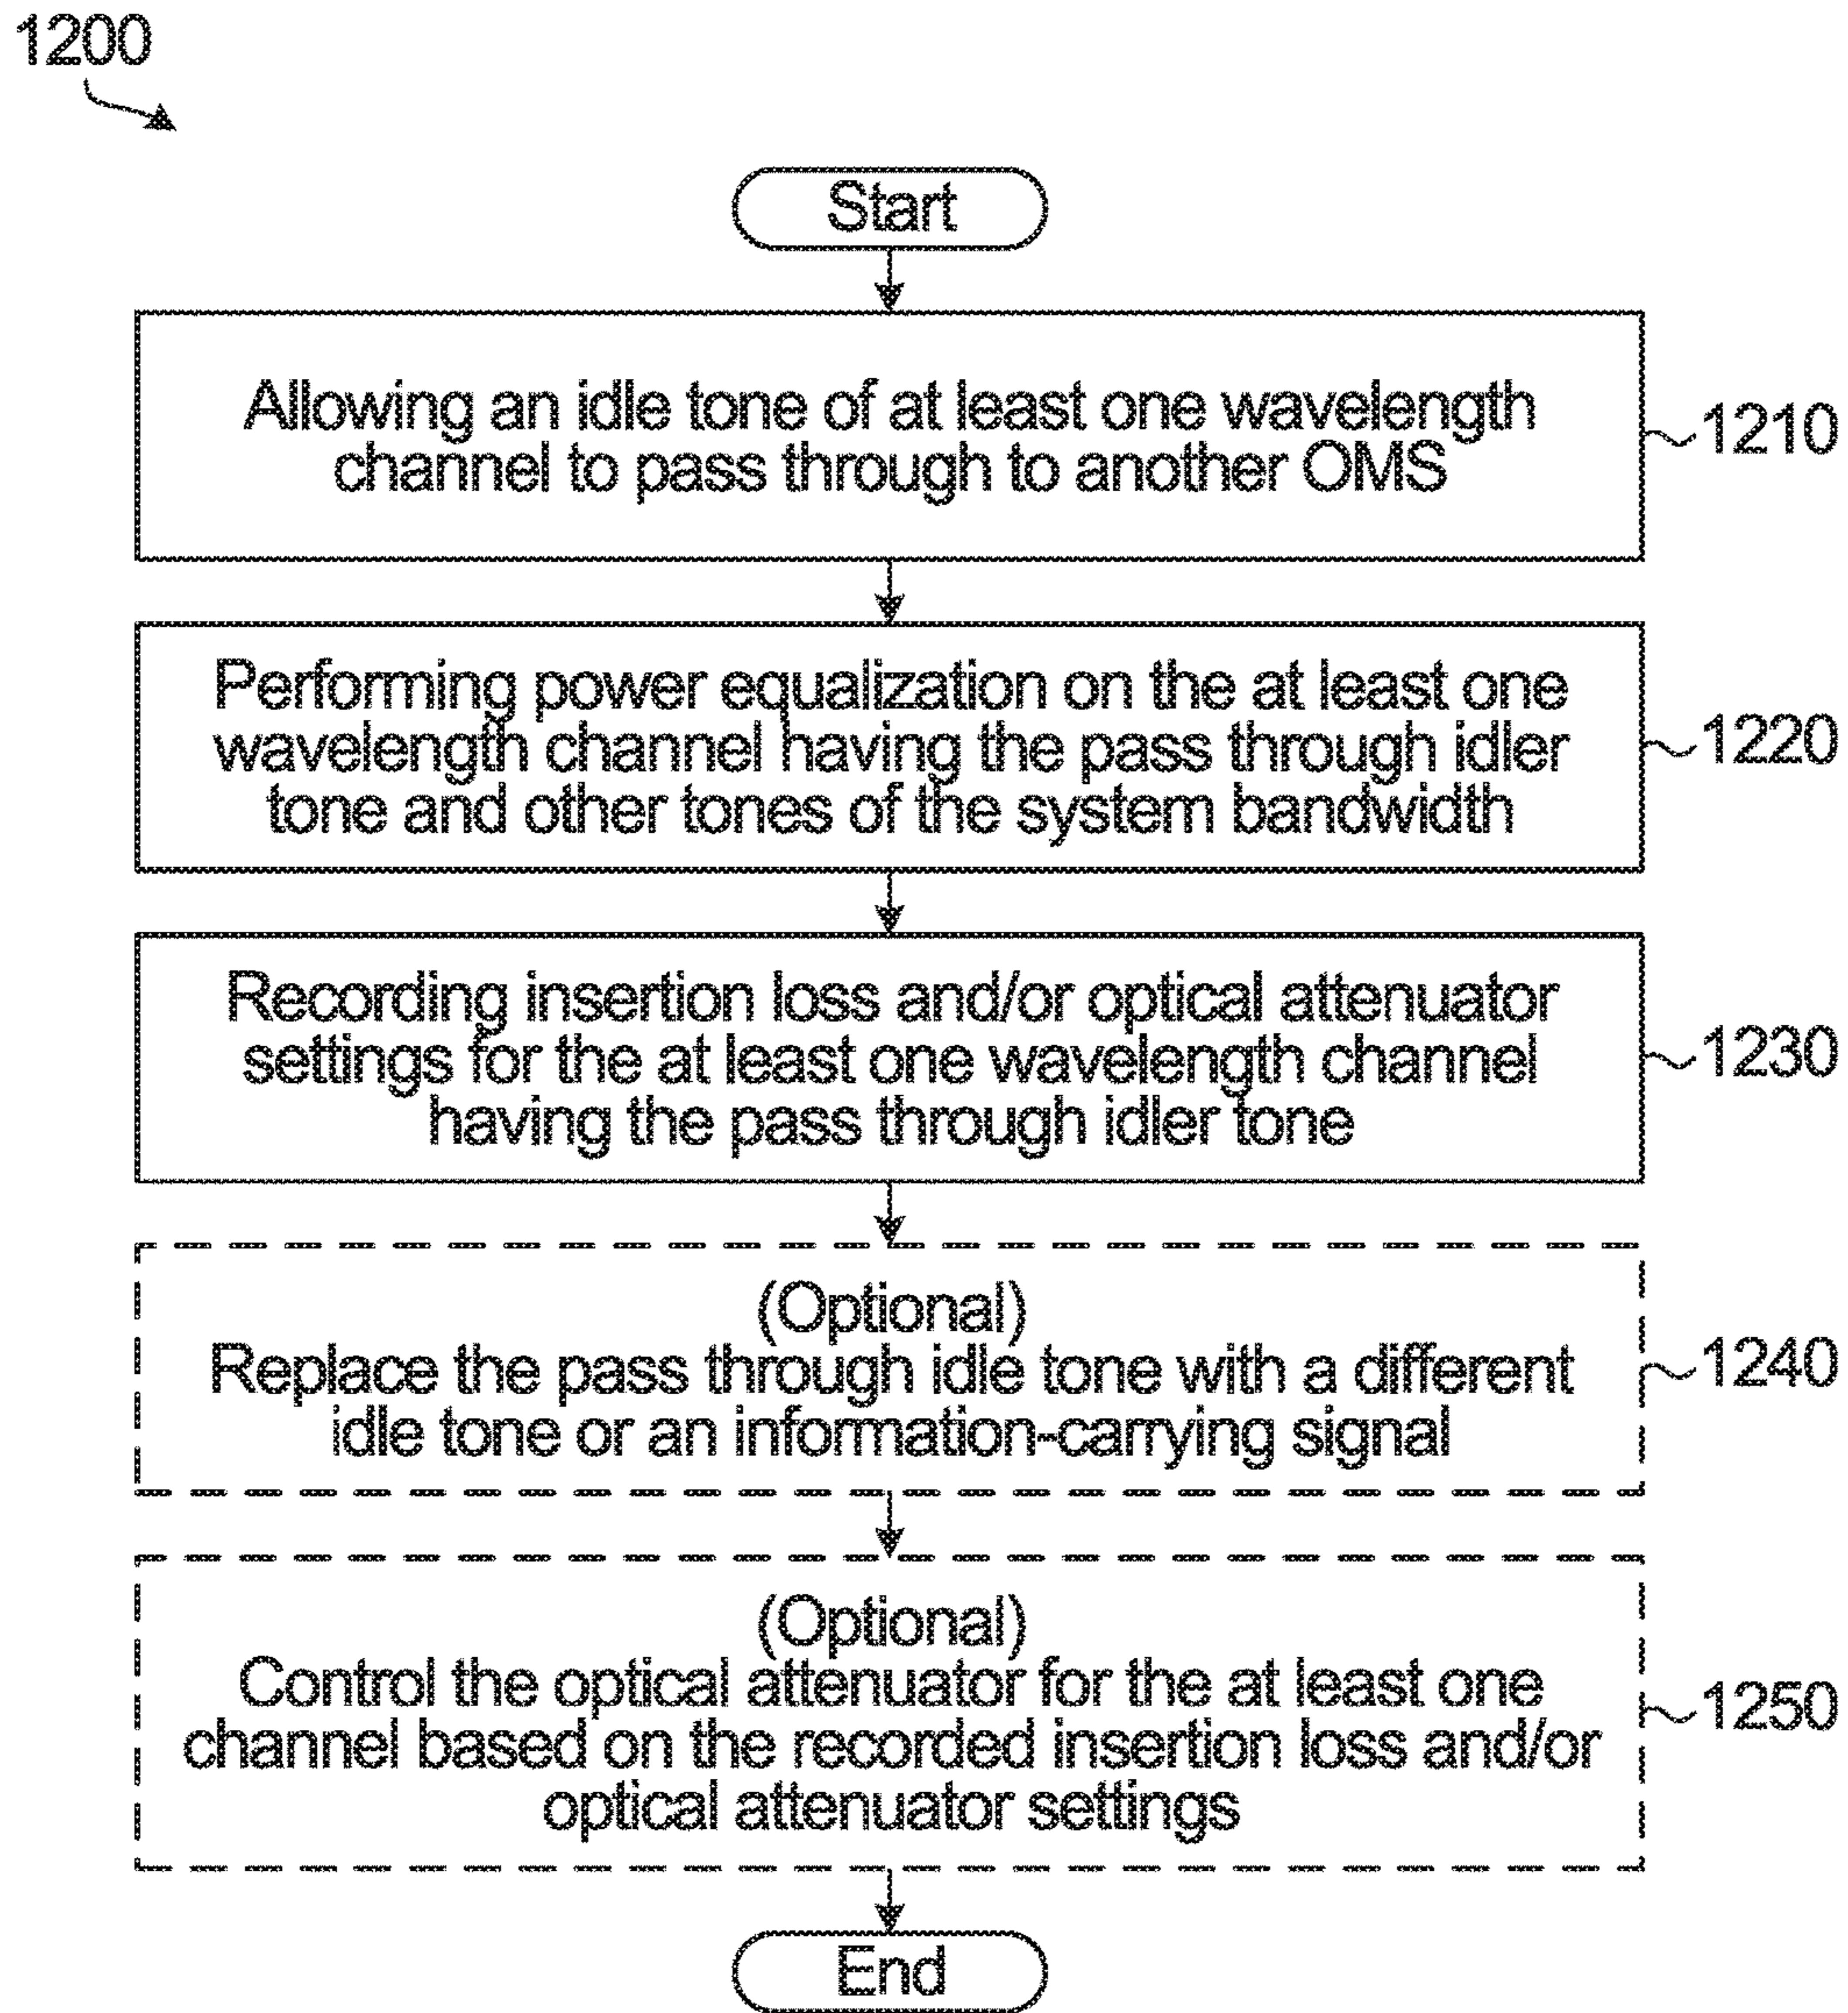 1200
Start
Allowing an idle tone of at least one wavelength
channel to pass through to another OMS
1210
Performing power equalization on the at least one
wavelength channel having the pass through idler
tone and other tones of the system bandwidth
1220
Recording insertion loss and/or optical attenuator
settings for the at least one wavelength channel
having the pass through idler tone
1230
(Optional)
Replace the pass through idle tone with a different
idle tone or an information-carrying signal
1240
(Optional)
Control the optical attenuator for the at least one
channel based on the recorded insertion loss and/or
optical attenuator settings
1250
End